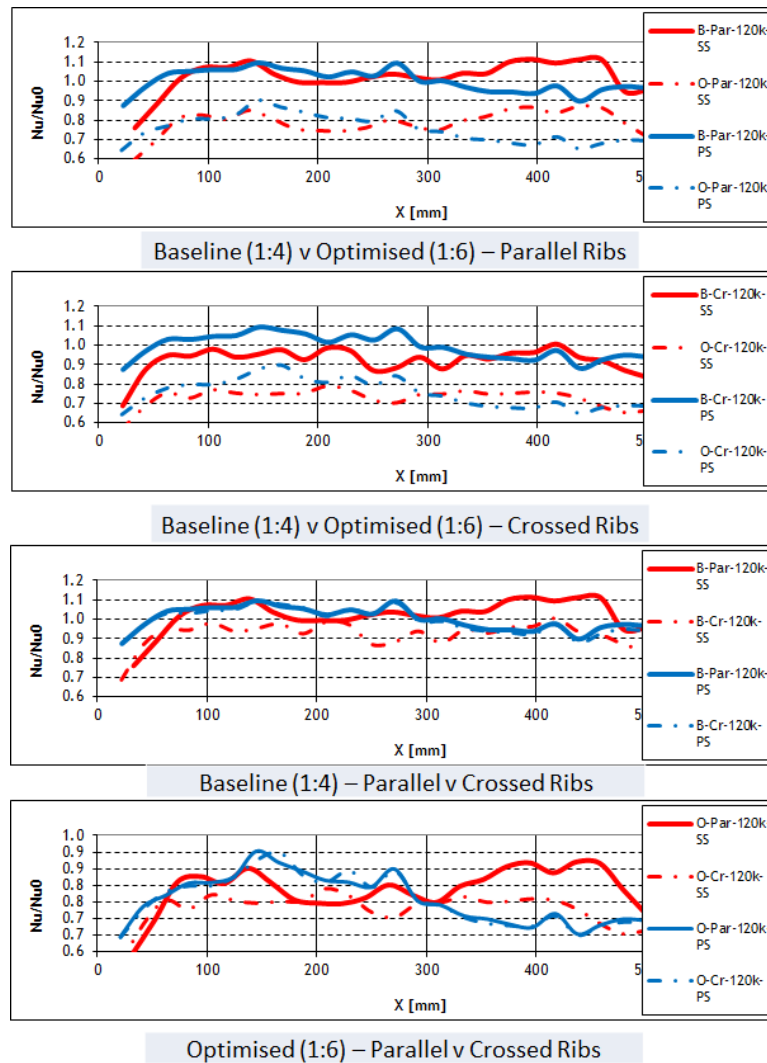 1.2
1.1
1.0
0.9
0.8
0.7
0.6
Nu/Nu0
0 100 200 300 400 5
X [mm]
B-Par-120k-
SS
O-Par-120k-
SS
B-Par-120k-
PS
O-Par-120k-
PS
Baseline (1:4) v Optimised (1:6) – Parallel Ribs
1.2
1.1
1.0
0.9
0.8
0.7
0.6
Nu/Nu0
0 100 200 300 400 5
X [mm]
B-Cr-120k-
SS
O-Cr-120k-
SS
B-Cr-120k-
PS
O-Cr-120k-
PS
Baseline (1:4) v Optimised (1:6) – Crossed Ribs
1.2
1.1
1.0
0.9
0.8
0.7
0.6
Nu/Nu0
0 100 200 300 400 5
X [mm]
B-Par-120k-
SS
B-Cr-120k-
SS
B-Par-120k-
PS
B-Cr-120k-
PS
Baseline (1:4) – Parallel v Crossed Ribs
1.0
0.9
0.9
0.8
0.8
0.7
0.7
0.6
Nu/Nu0
0 100 200 300 400 5
X [mm]
O-Par-120k-
SS
O-Cr-120k-
SS
O-Par-120k-
PS
O-Cr-120k-
PS
Optimised (1:6) – Parallel v Crossed Ribs